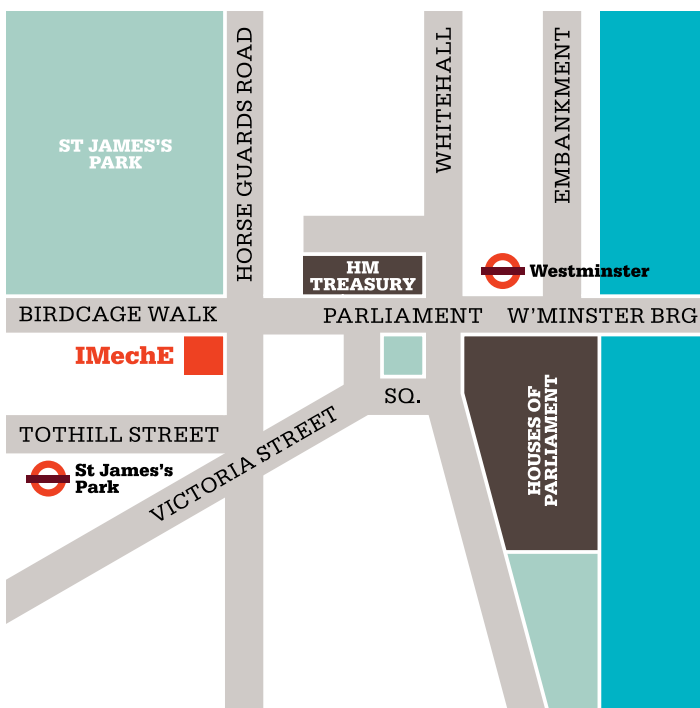 HORSE GUARDS ROAD
WHITEHALL
EMBANKMENT
ST JAMES'S
PARK
HM
TREASURY
Westminster
BIRDCAGE WALK
PARLIAMENT
W'MINSTER BRG
IMechE
SQ.
HOUSES OF
PARLIAMENT
TOTHILL STREET
VICTORIA STREET
St James's
Park